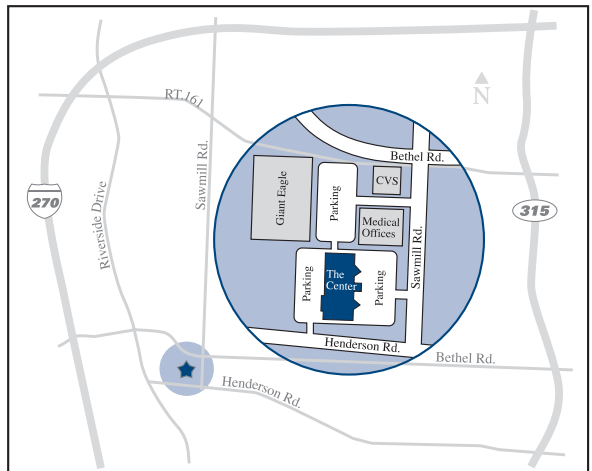 RT.161
N
Sawmill Rd.
Riverside Drive
270
315
Bethel Rd.
CVS
Giant Eagle
Parking
Medical
Offices
Sawmill Rd.
Parking
The
Center
Parking
Henderson Rd.
Bethel Rd.
Henderson Rd.